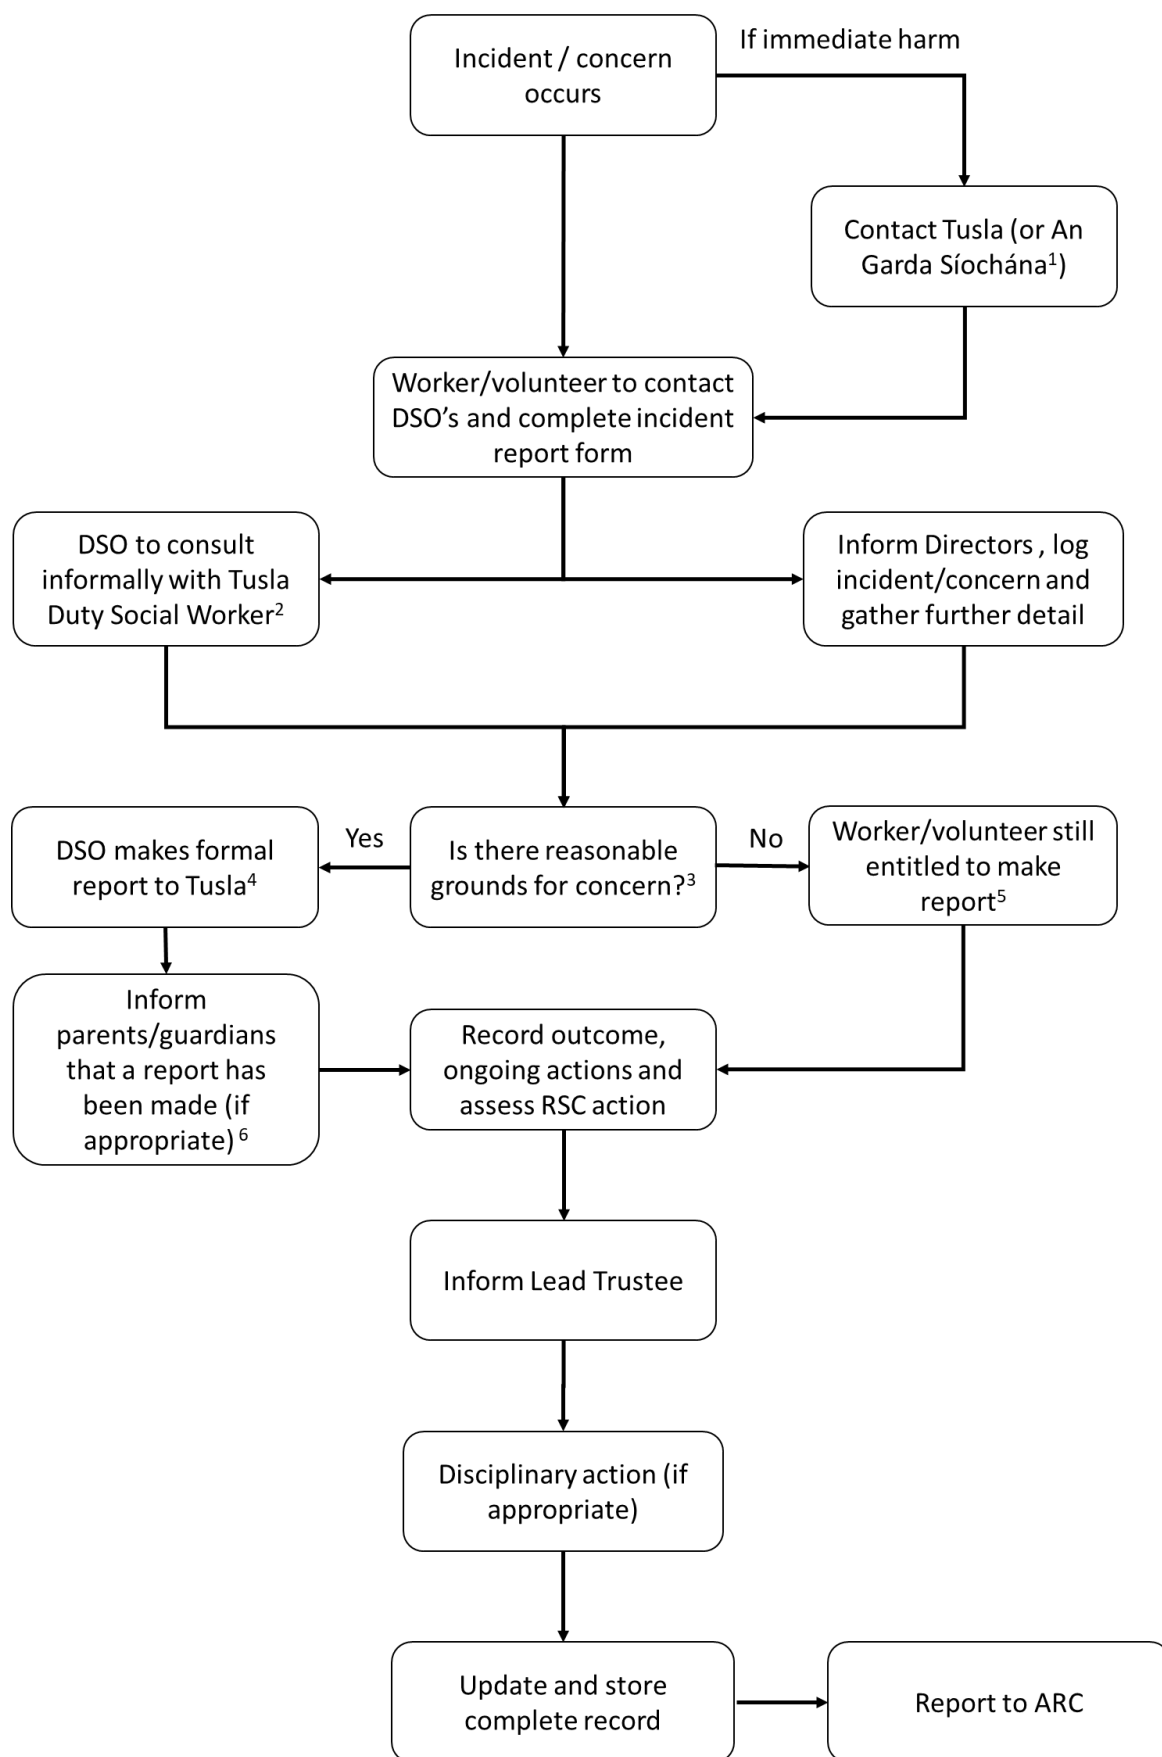 Incident / concern
occurs
If immediate harm
Contact Tusla (or An
Garda Síochána¹)
Worker/volunteer to contact
DSO’s and complete incident
report form
DSO to consult
informally with Tusla
Duty Social Worker²
Inform Directors , log
incident/concern and
gather further detail
DSO makes formal
report to Tusla⁴
Yes
Is there reasonable
grounds for concern?³
No
Worker/volunteer still
entitled to make
report⁵
Inform
parents/guardians
that a report has
been made (if
appropriate) ⁶
Record outcome,
ongoing actions and
assess RSC action
Inform Lead Trustee
Disciplinary action (if
appropriate)
Update and store
complete record
Report to ARC